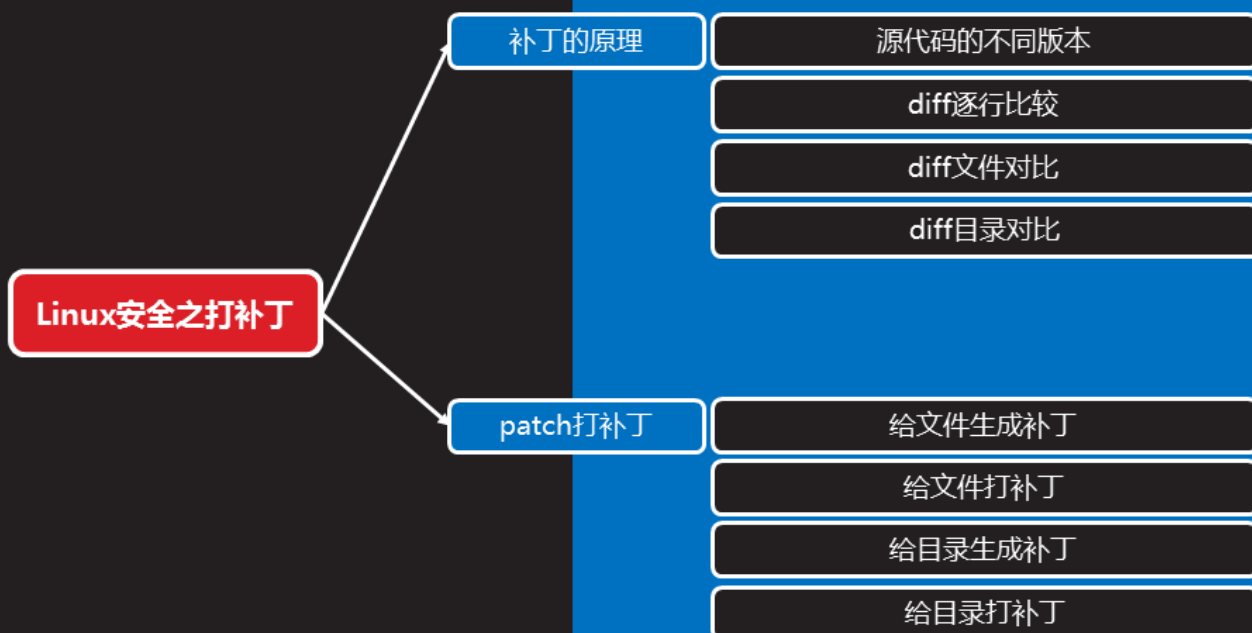 补丁的原理
源代码的不同版本
diff逐行比较
diff文件对比
diff目录对比
Linux安全之打补丁
patch打补丁
给文件生成补丁
给文件打补丁
给目录生成补丁
给目录打补丁